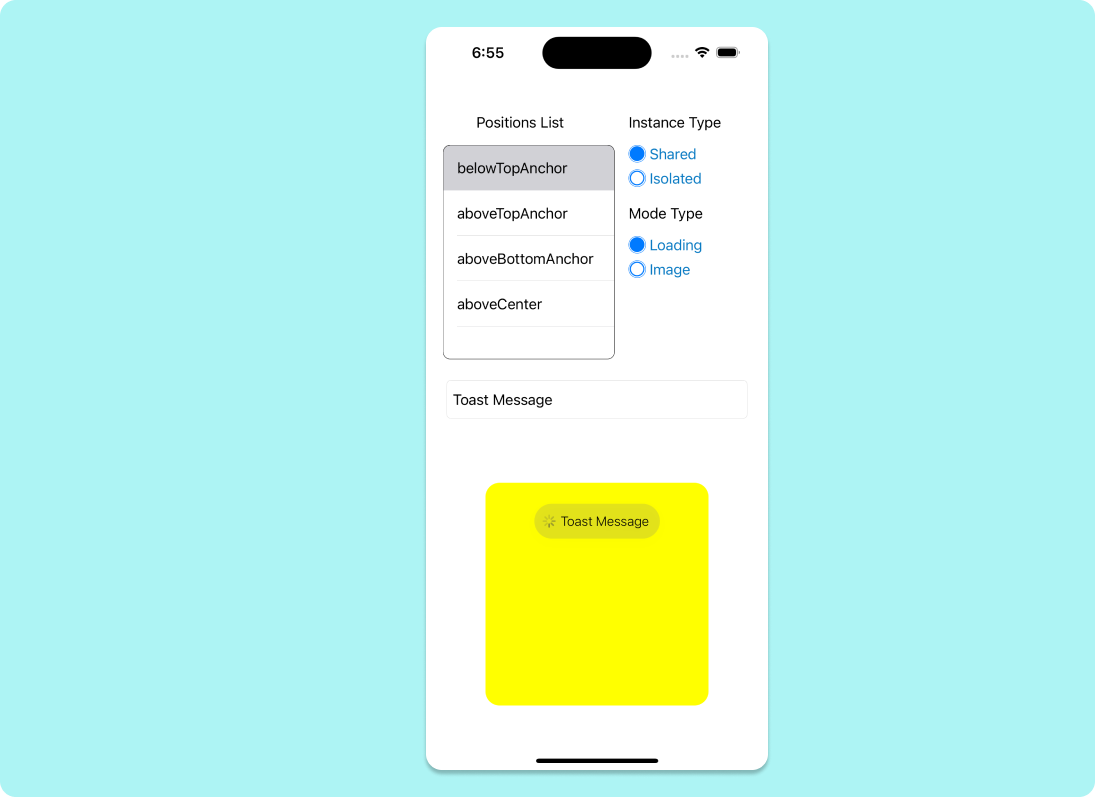 6:55
Positions List
belowTopAnchor
aboveTopAnchor
aboveBottomAnchor
aboveCenter
Instance Type
Shared
Isolated
Mode Type
Loading
Image
Toast Message
Toast Message